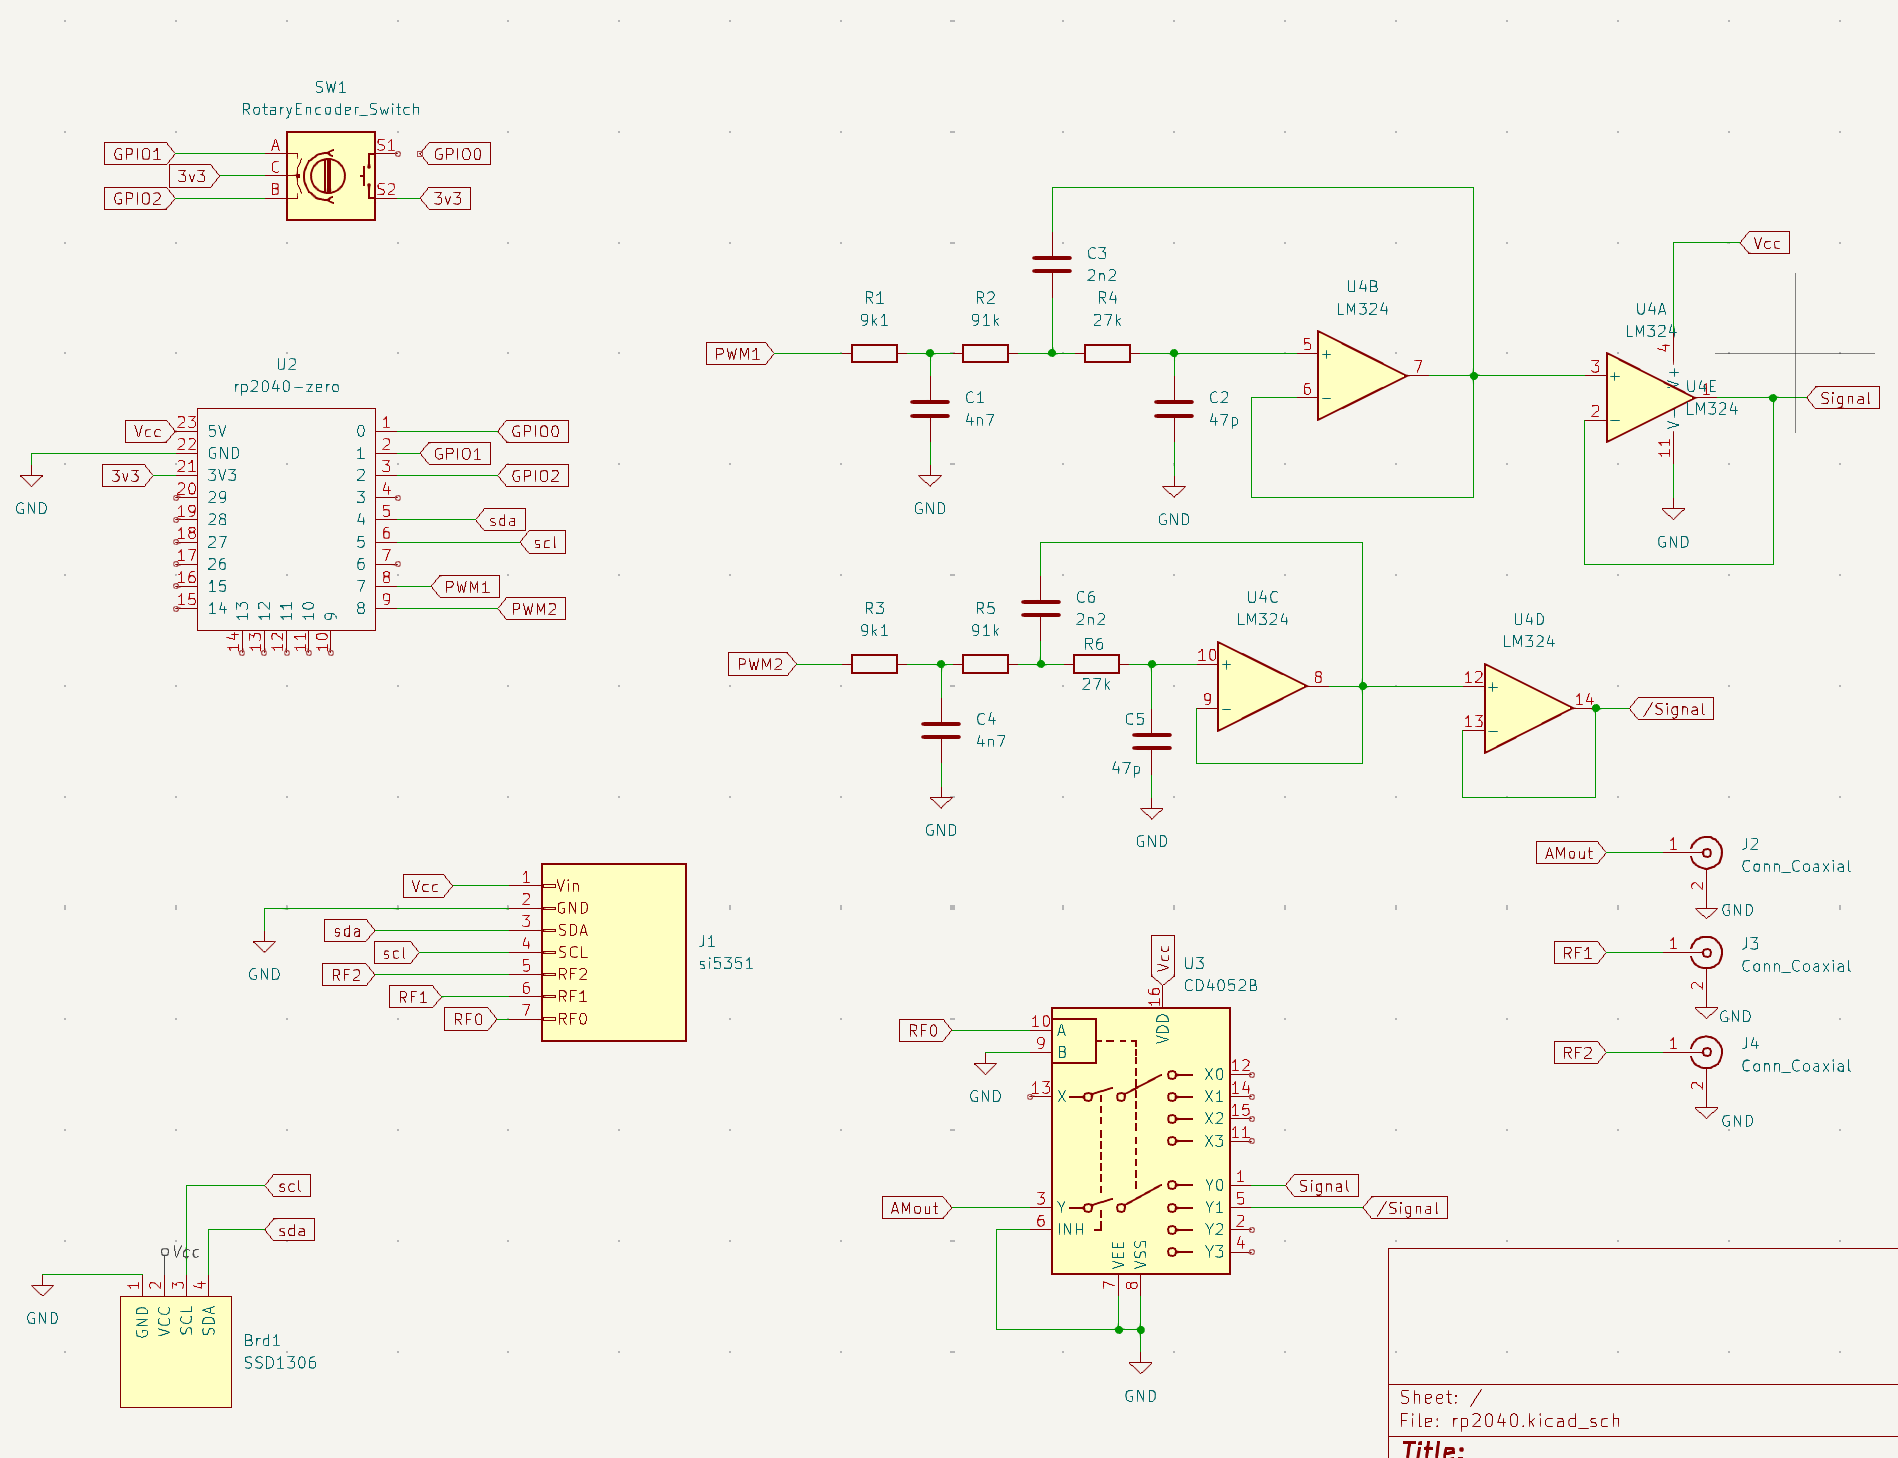 SW1
RotaryEncoder_Switch
GPIO1
A
S1
GPIO0
3v3
C
GPIO2
B
S2
3v3
U2
rp2040-zero
Vcc
23
5V
0
1
GPIO0
22
GND
1
2
GPIO1
3v3
21
3V3
2
3
GPIO2
20
29
3
4
19
28
4
5
sda
18
27
5
6
scl
17
26
6
7
16
15
7
8
PWM1
15
14
8
9
PWM2
13
12
11
10
9
14
13
12
11
10
GND
PWM1
R1
9k1
R2
91k
C3
2n2
R4
27k
C1
4n7
GND
C2
47p
GND
U4B
LM324
5
+
6
−
7
U4A
LM324
3
+
2
−
1
Vcc
4
V+
U4E
LM324
V−
11
GND
Signal
PWM2
R3
9k1
R5
91k
C6
2n2
R6
27k
C4
4n7
GND
C5
47p
GND
U4C
LM324
10
+
9
−
8
U4D
LM324
12
+
13
−
14
/Signal
Vcc
1
Vin
2
GND
sda
3
SDA
scl
4
SCL
RF2
5
RF2
RF1
6
RF1
RF0
7
RF0
GND
J1
si5351
AMout
1
2
J2
Conn_Coaxial
GND
RF1
1
2
J3
Conn_Coaxial
GND
RF2
1
2
J4
Conn_Coaxial
GND
Vcc
16
U3
CD4052B
VDD
RF0
10
A
9
B
GND
13
X
X0
12
X1
14
X2
15
X3
11
Y0
1
Signal
AMout
3
Y
Y1
5
/Signal
6
INH
Y2
2
Y3
4
VEE
VSS
7
8
GND
scl
sda
Vcc
1
2
3
4
GND
GND
VCC
SCL
SDA
Brd1
SSD1306
Sheet: /
File: rp2040.kicad_sch
Title: